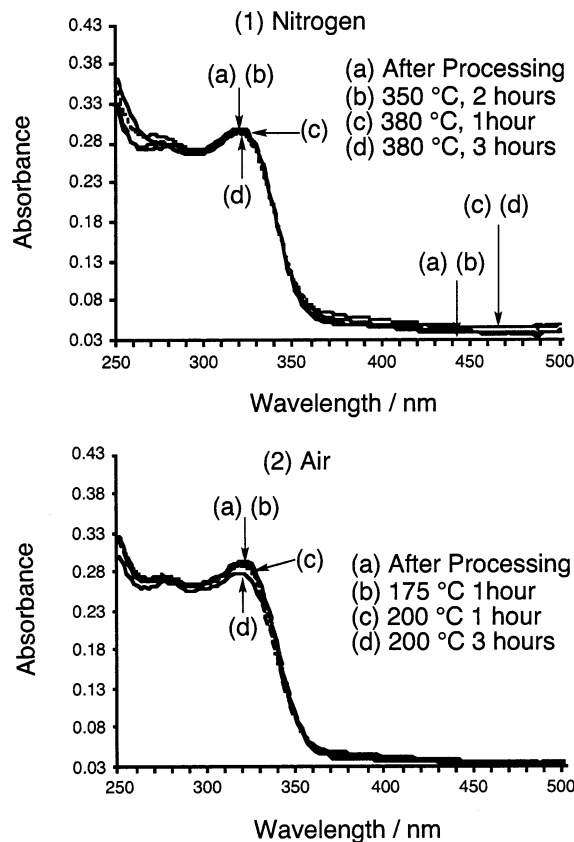 (1) Nitrogen
0.43
0.38
0.33
0.28
0.23
0.18
0.13
0.08
0.03
Absorbance
(a) (b)
(c)
(d)
(a) After Processing
(b) 350 °C, 2 hours
(c) 380 °C, 1hour
(d) 380 °C, 3 hours
(c) (d)
(a) (b)
250 300 350 400 450 500
Wavelength / nm
(2) Air
0.43
0.38
0.33
0.28
0.23
0.18
0.13
0.08
0.03
Absorbance
(a) (b)
(c)
(d)
(a) After Processing
(b) 175 °C 1hour
(c) 200 °C 1 hour
(d) 200 °C 3 hours
250 300 350 400 450 500
Wavelength / nm